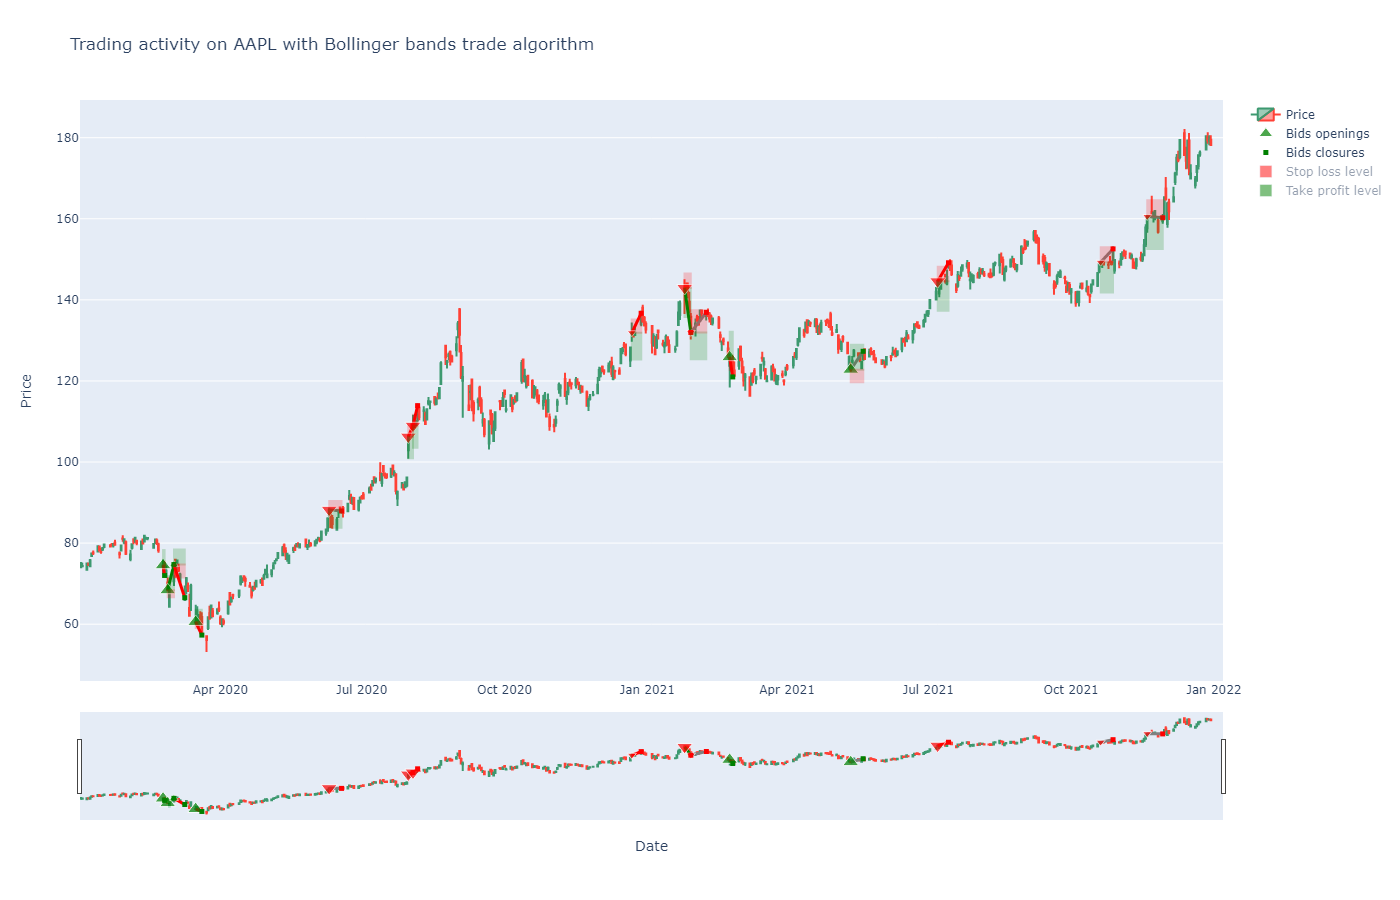 Trading activity on AAPL with Bollinger bands trade algorithm
Price
Bids openings
Bids closures
Stop loss level
Take profit level
180
160
140
120
100
80
60
Price
Apr 2020
Jul 2020
Oct 2020
Jan 2021
Apr 2021
Jul 2021
Oct 2021
Jan 2022
Date